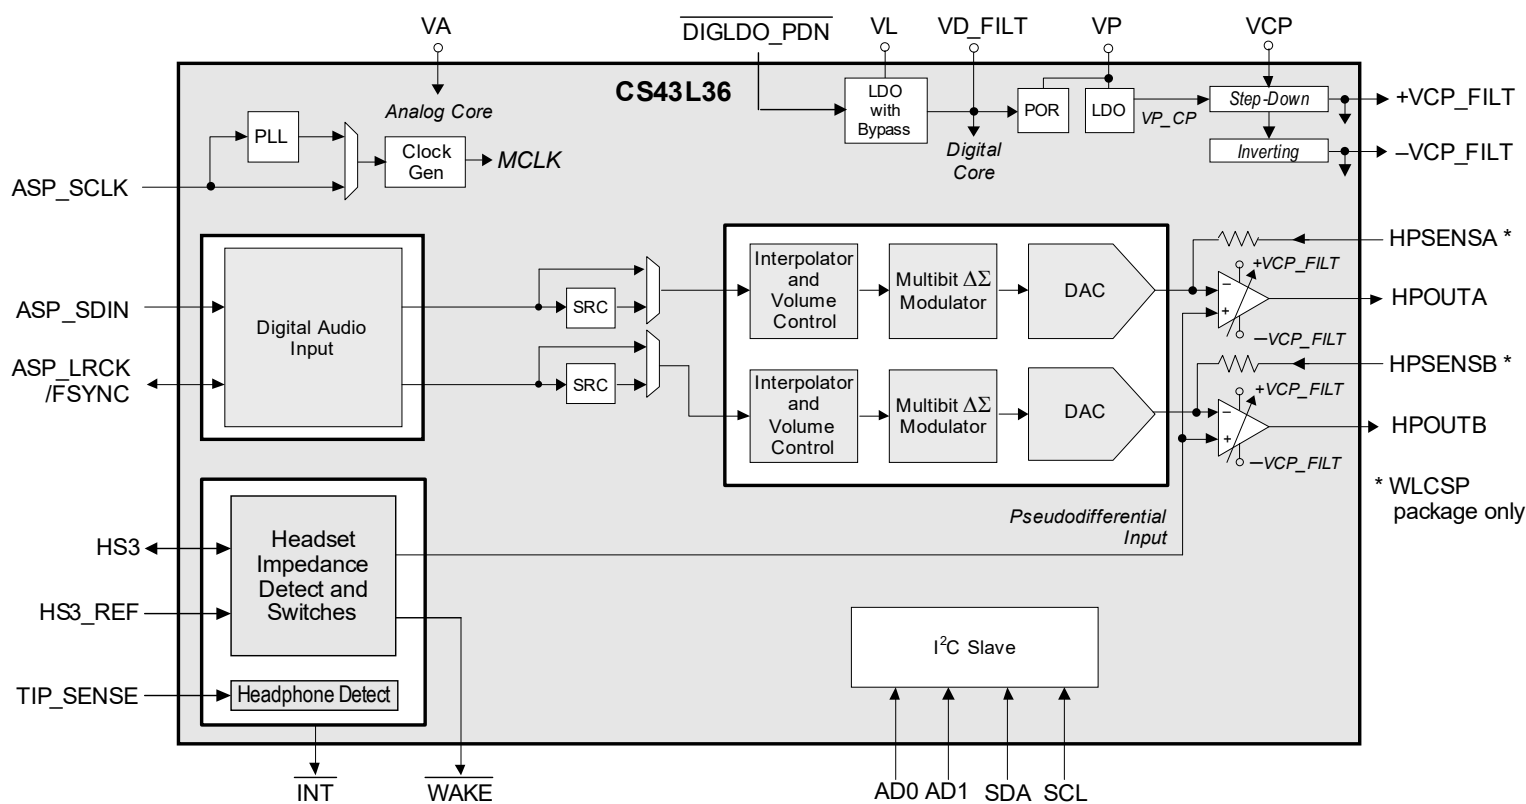 VA
DIGLDO_PDN
VL
VD_FILT
VP
VCP
CS43L36
Analog Core
LDO
with
Bypass
POR
LDO
VP_CP
Step-Down
+VCP_FILT
Digital
Core
Inverting
–VCP_FILT
PLL
Clock
Gen
MCLK
ASP_SCLK
ASP_SDIN
ASP_LRCK
/FSYNC
Digital Audio
Input
SRC
SRC
Interpolator
and
Volume
Control
Multibit ΔΣ
Modulator
DAC
Interpolator
and
Volume
Control
Multibit ΔΣ
Modulator
DAC
HPSENSA *
+VCP_FILT
–
+
HPOUTA
–VCP_FILT
HPSENSB *
+VCP_FILT
–
+
HPOUTB
–VCP_FILT
* WLCSP
package only
Pseudodifferential
Input
HS3
HS3_REF
Headset
Impedance
Detect and
Switches
TIP_SENSE
Headphone Detect
I²C Slave
INT
WAKE
AD0
AD1
SDA
SCL